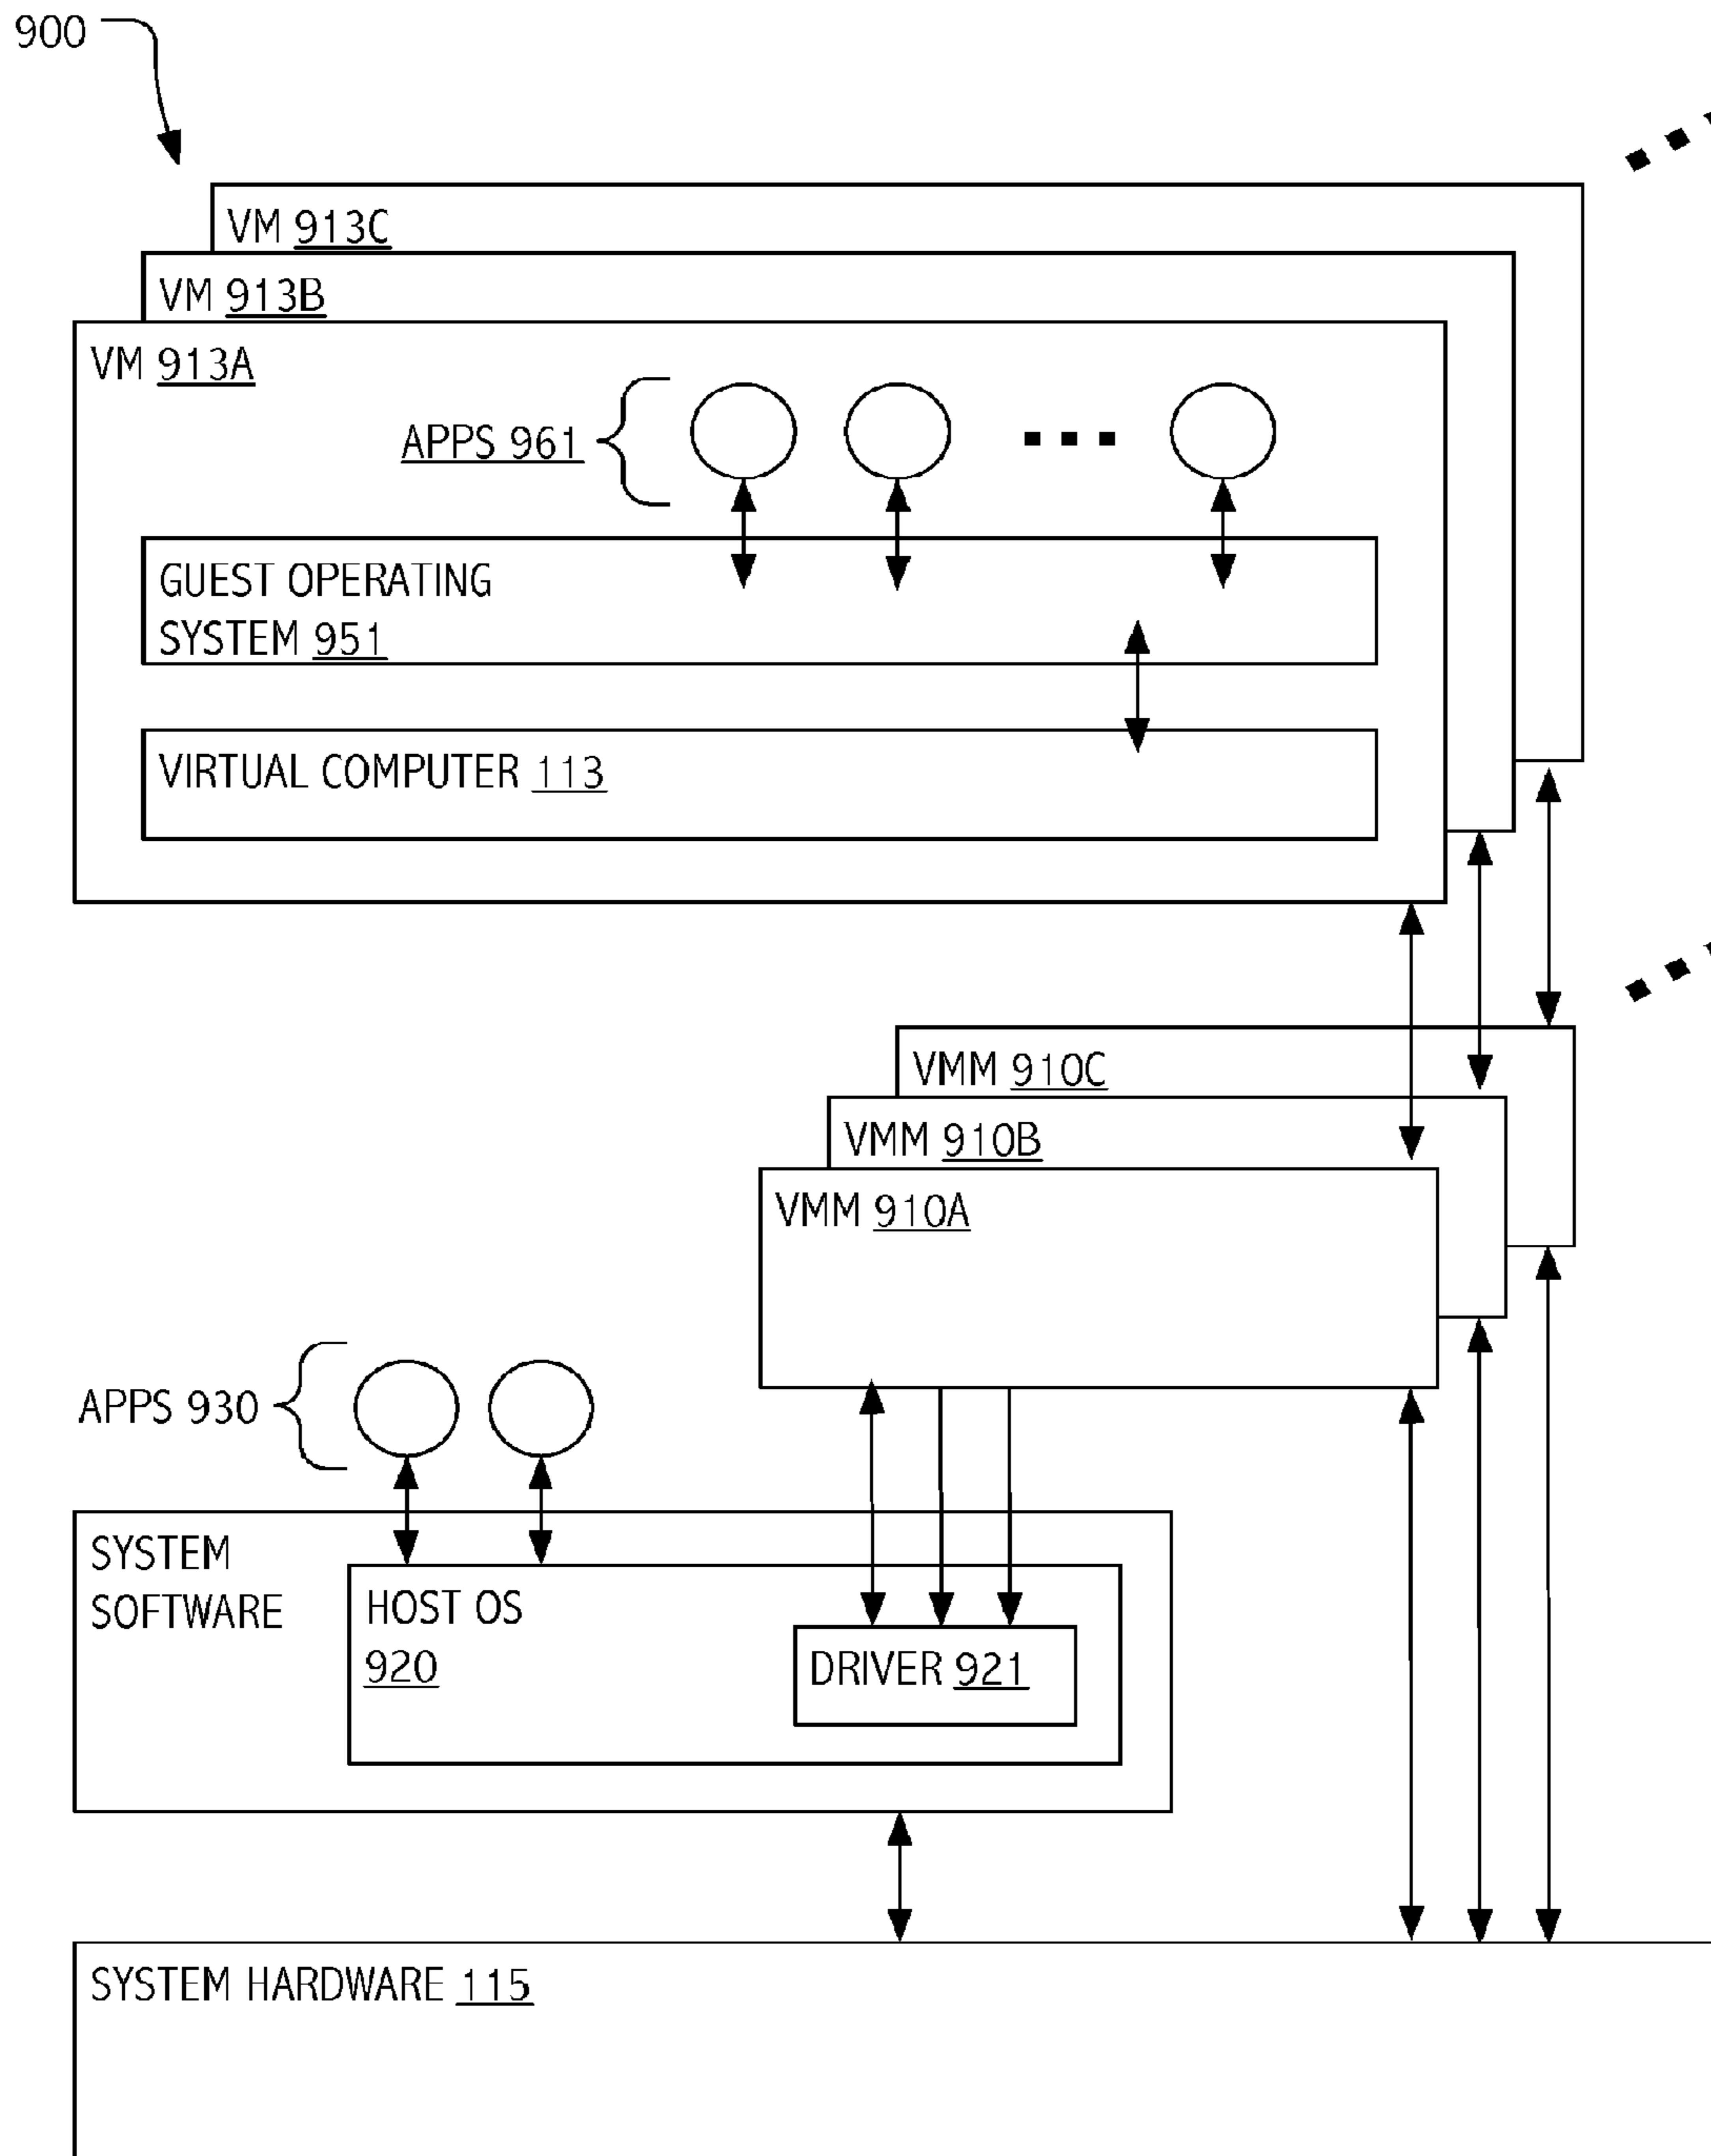 900
VM 913C
VM 913B
VM 913A
APPS 961
GUEST OPERATING
SYSTEM 951
VIRTUAL COMPUTER 113
VMM 910C
VMM 910B
VMM 910A
APPS 930
SYSTEM
SOFTWARE
HOST OS
920
DRIVER 921
SYSTEM HARDWARE 115